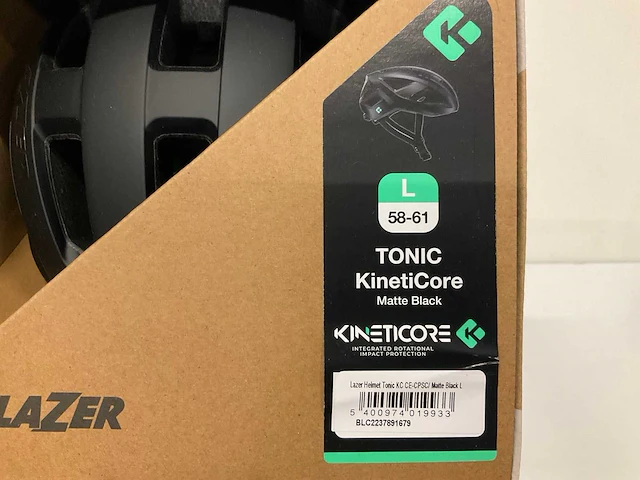 L
58-61
TONIC
KinetiCore
Matte Black
KINETICORE
INTEGRATED ROTATIONAL
IMPACT PROTECTION
Lazer Helmet Tonic KC CE-CPSC/ Matte Black L
5 400974 019933
BLC2237891679
LAZER